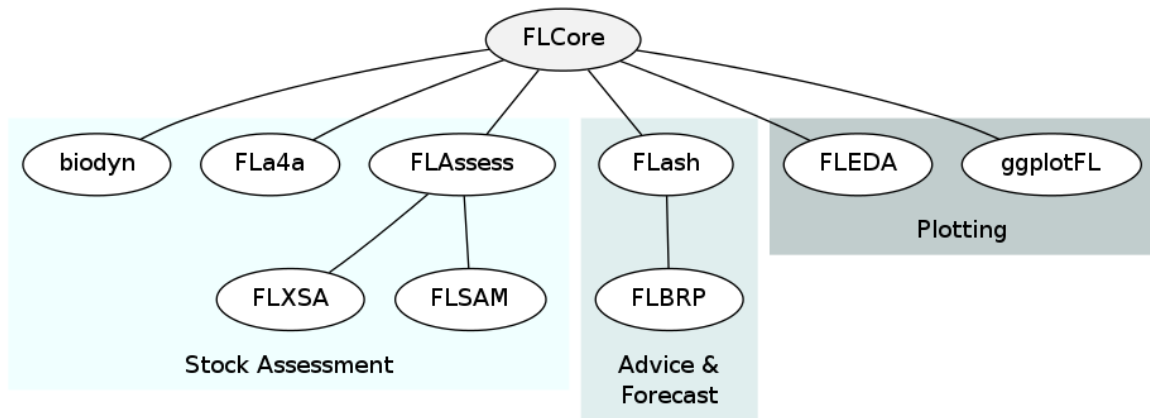 FLCore
biodyn
FLa4a
FLAssess
FLash
FLEDA
ggplotFL
Plotting
FLXSA
FLSAM
FLBRP
Stock Assessment
Advice &
Forecast